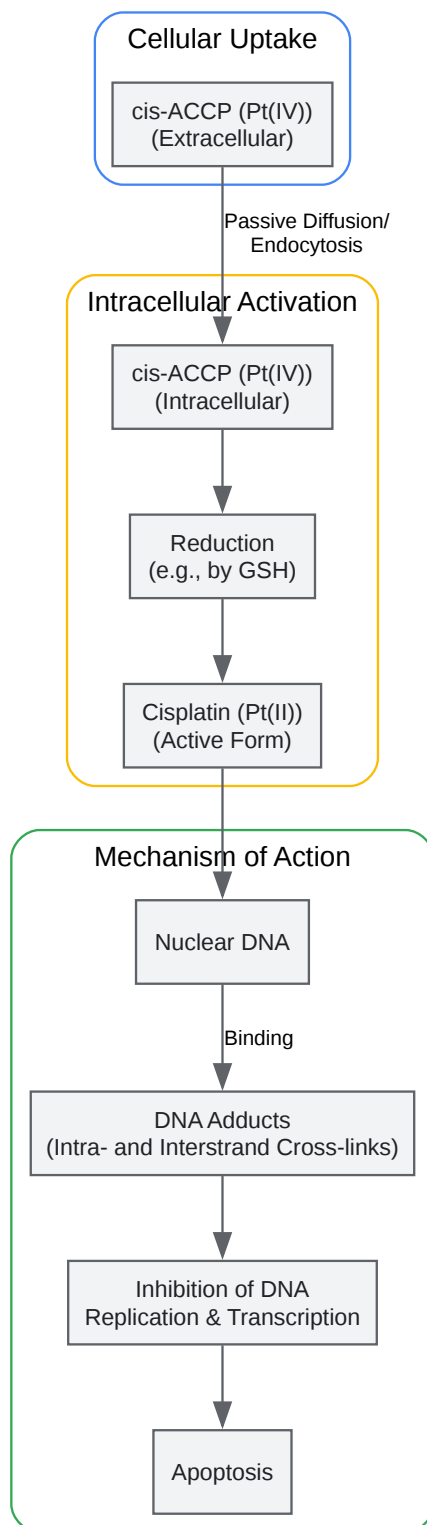 Cellular Uptake
cis-ACCP (Pt(IV))
(Extracellular)
Passive Diffusion/
Endocytosis
Intracellular Activation
cis-ACCP (Pt(IV))
(Intracellular)
Reduction
(e.g., by GSH)
Cisplatin (Pt(II))
(Active Form)
Mechanism of Action
Nuclear DNA
Binding
DNA Adducts
(Intra- and Interstrand Cross-links)
Inhibition of DNA
Replication & Transcription
Apoptosis